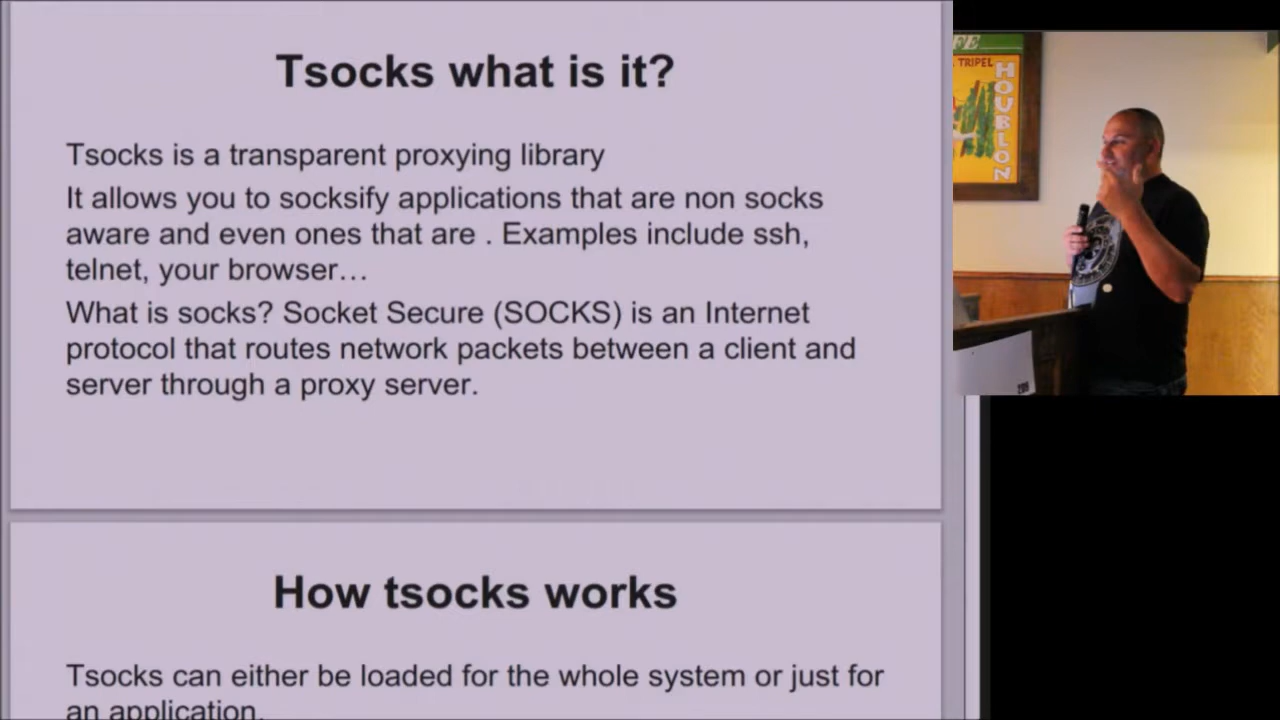 Tsocks what is it?
Tsocks is a transparent proxying library
It allows you to socksify applications that are non socks
aware and even ones that are . Examples include ssh,
telnet, your browser…
What is socks? Socket Secure (SOCKS) is an Internet
protocol that routes network packets between a client and
server through a proxy server.
How tsocks works
Tsocks can either be loaded for the whole system or just for
an application.
TRIPEL
HOUBLON